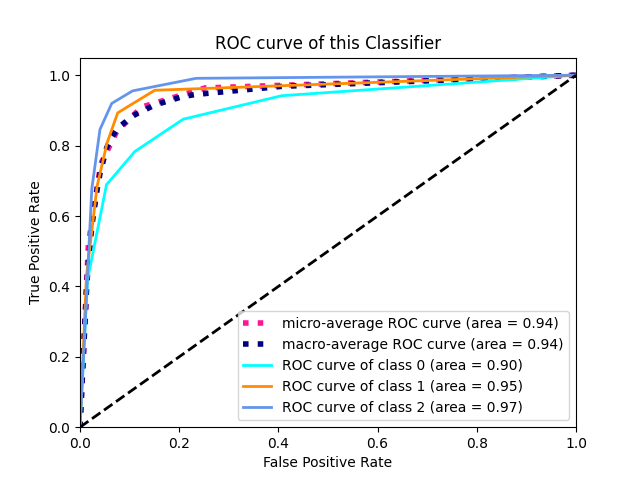 ROC curve of this Classifier
True Positive Rate
1.0
0.8
0.6
0.4
0.2
0.0
micro-average ROC curve (area = 0.94)
macro-average ROC curve (area = 0.94)
ROC curve of class 0 (area = 0.90)
ROC curve of class 1 (area = 0.95)
ROC curve of class 2 (area = 0.97)
0.0 0.2 0.4 0.6 0.8 1.0
False Positive Rate